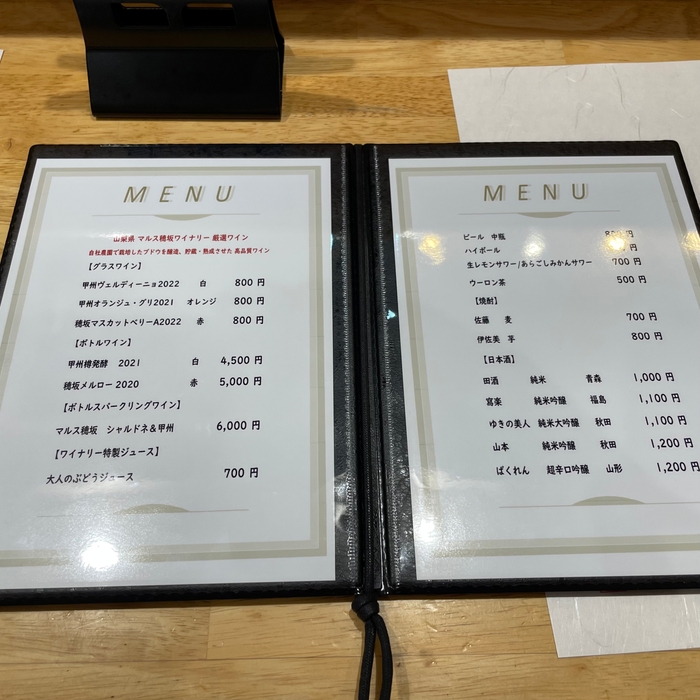 MENU
山梨県 マルス穂坂ワイナリー 厳選ワイン
自社農園で栽培したブドウを醸造、貯蔵・熟成させた 高品質ワイン
【グラスワイン】
甲州ヴェルディーニョ2022 白 800 円
甲州オランジュ・グリ2021 オレンジ 800 円
穂坂マスカットベリーA2022 赤 800 円
【ボトルワイン】
甲州樽発酵 2021 白 4,500 円
穂坂メルロー 2020 赤 5,000 円
【ボトルスパークリングワイン】
マルス穂坂 シャルドネ&甲州 6,000 円
【ワイナリー特製ジュース】
大人のぶどうジュース 700 円
MENU
ビール 中瓶 円
ハイボール 円
生レモンサワー/あらごしみかんサワー 700 円
ウーロン茶 500 円
【焼酎】
佐藤 麦 700 円
伊佐美 芋 800 円
【日本酒】
田酒 純米 青森 1,000 円
寫楽 純米吟醸 福島 1,100 円
ゆきの美人 純米大吟醸 秋田 1,100 円
山本 純米吟醸 秋田 1,200 円
ばくれん 超辛口吟醸 山形 1,200 円